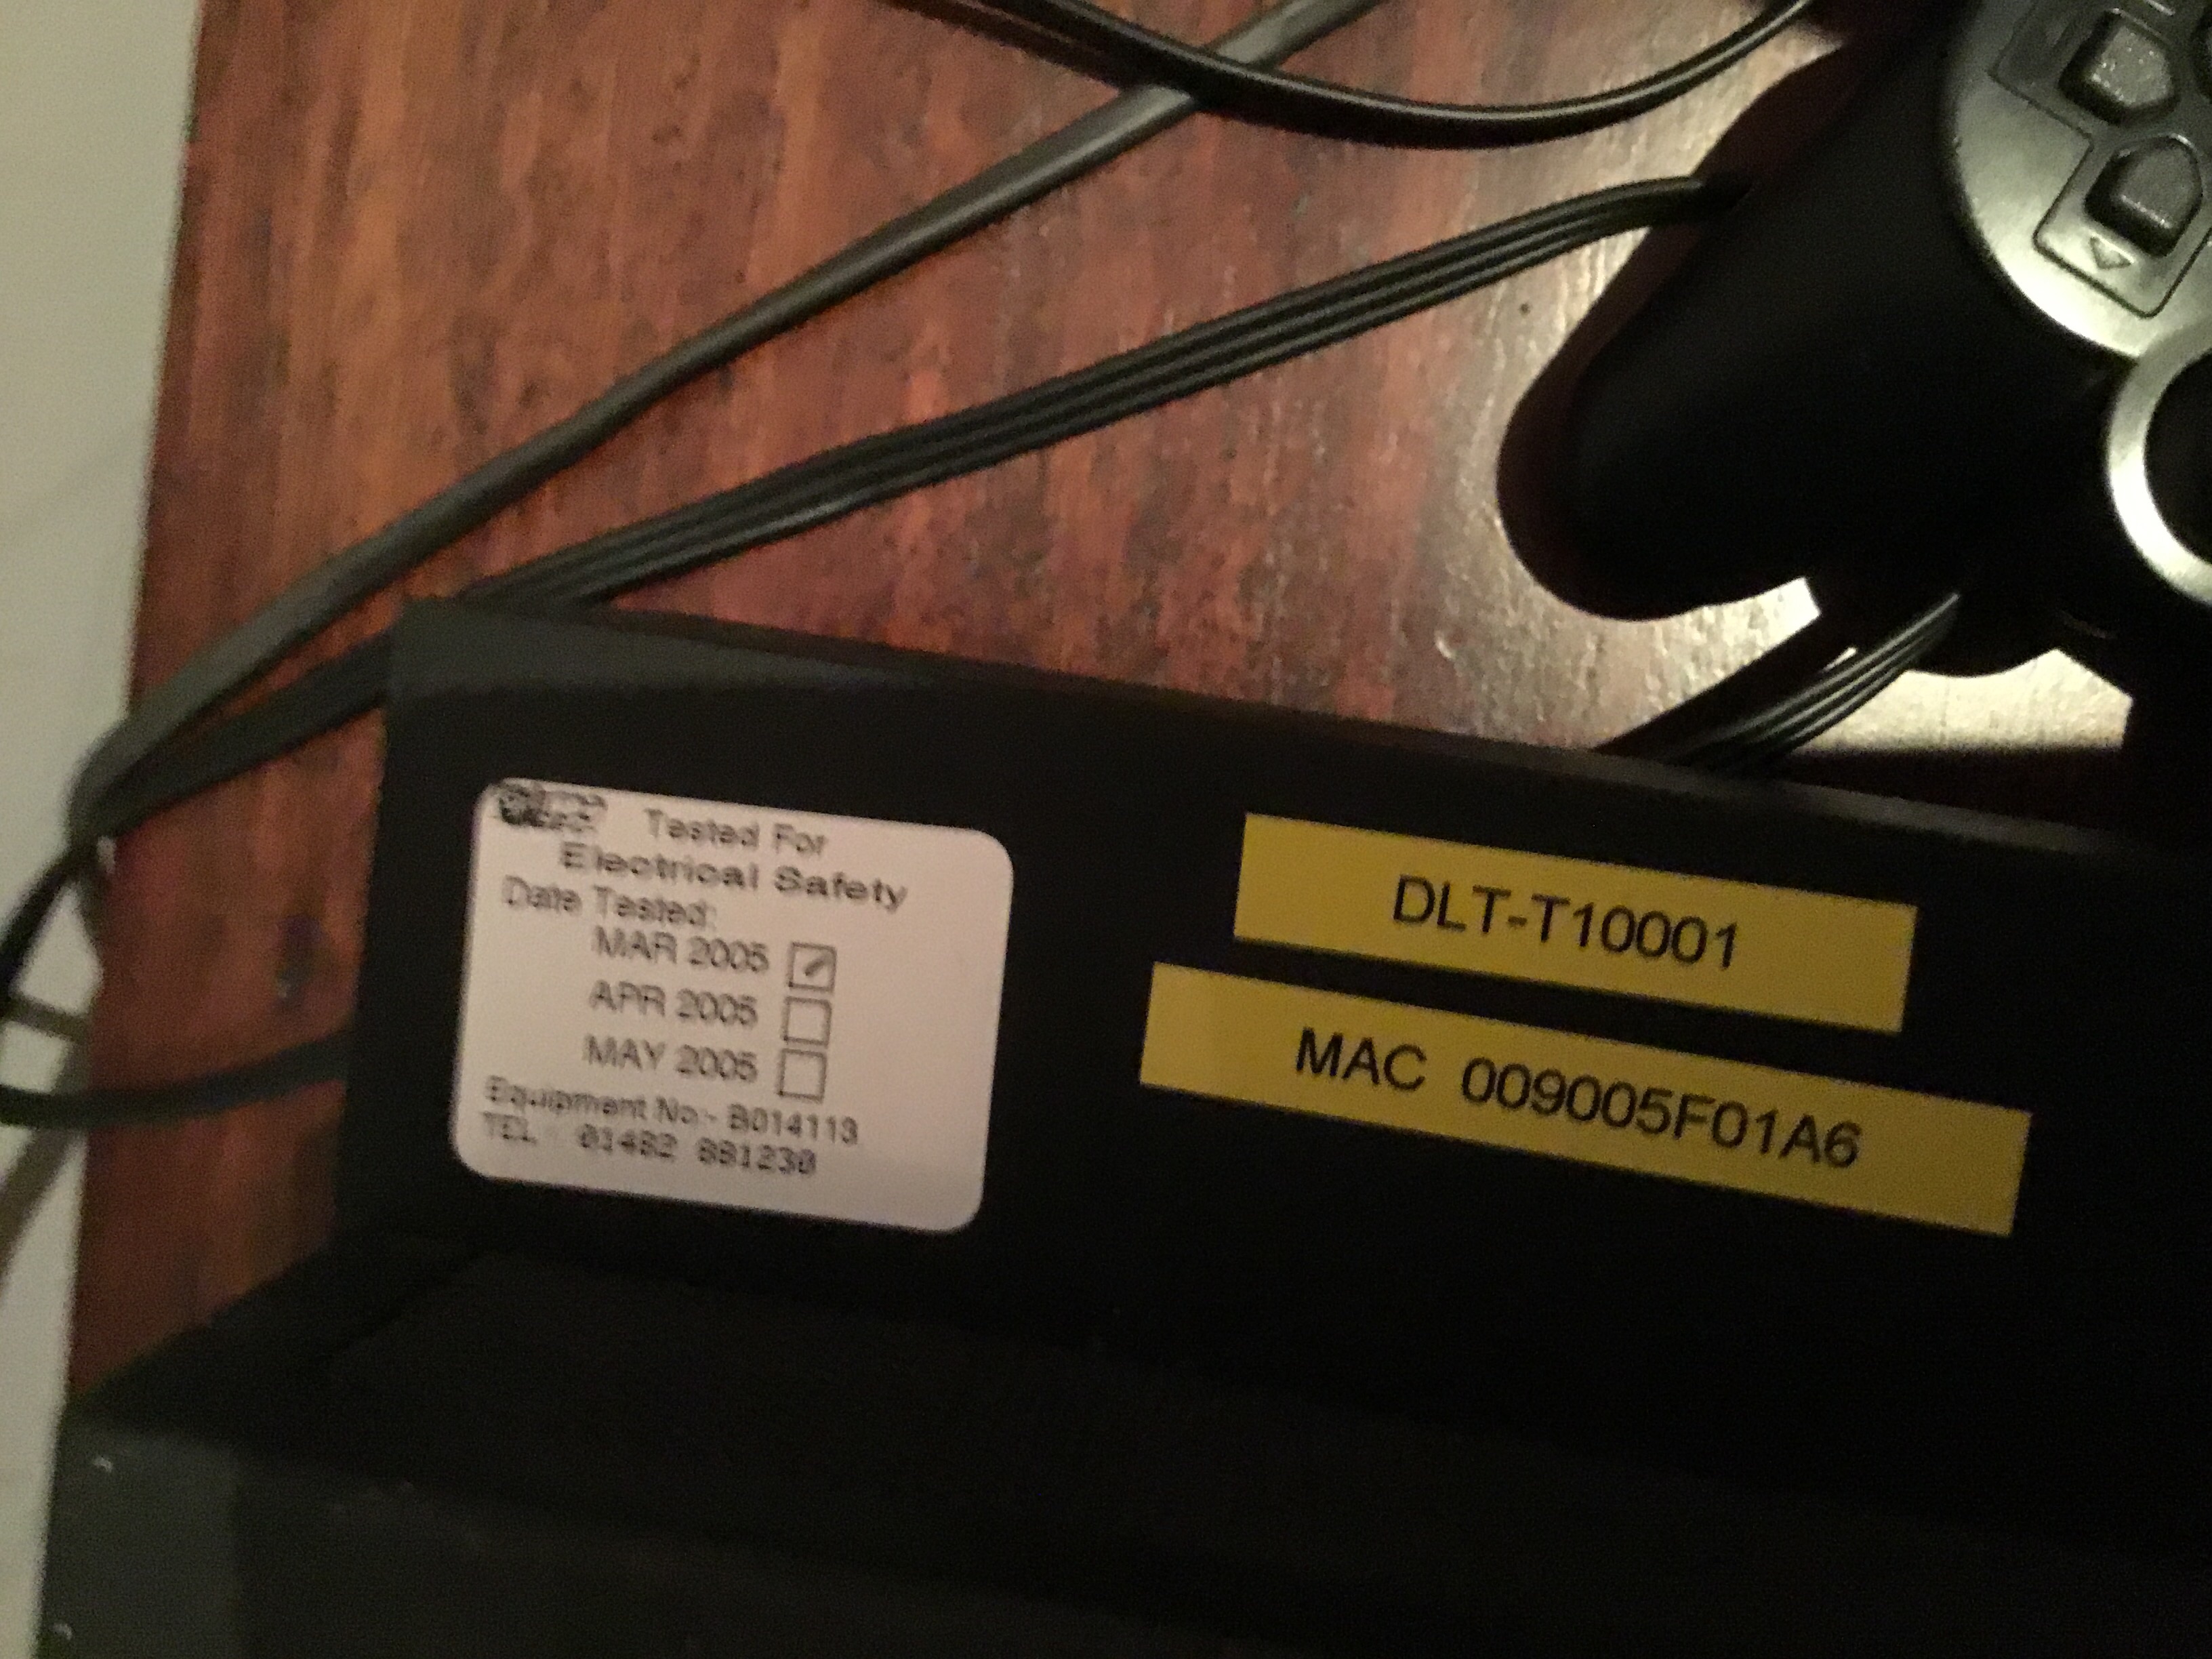 Tested For
Electrical Safety
Date Tested:
MAR 2005
APR 2005
MAY 2005
Equipment No:- B014113
TEL : 01482 881230
DLT-T10001
MAC 009005F01A6